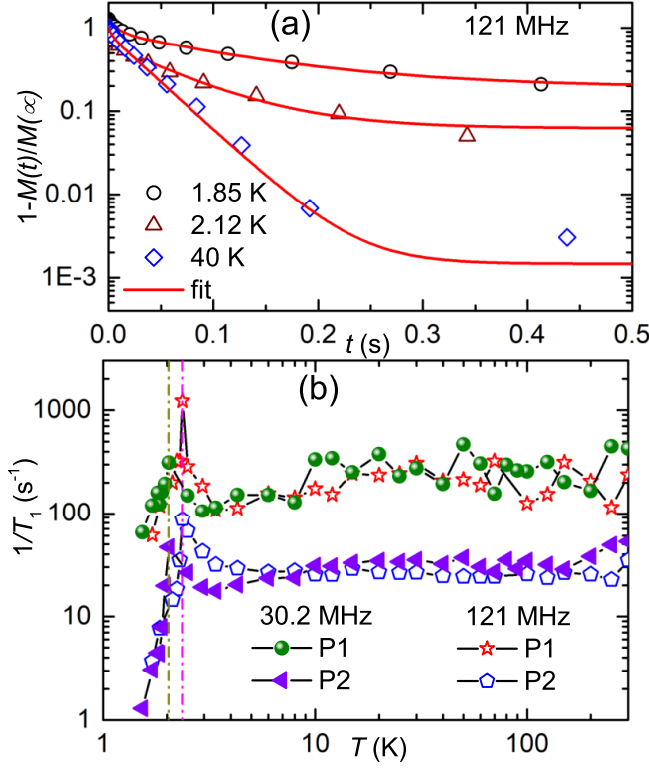 (a)
121 MHz
1-M(t)/M(∝)
1
0.1
0.01
1E-3
1.85 K
2.12 K
40 K
fit
0.0 0.1 0.2 0.3 0.4 0.5
t (s)
(b)
1/T1 (s-1)
1000
100
10
1
30.2 MHz 121 MHz
P1 P1
P2 P2
1 10 100
T (K)